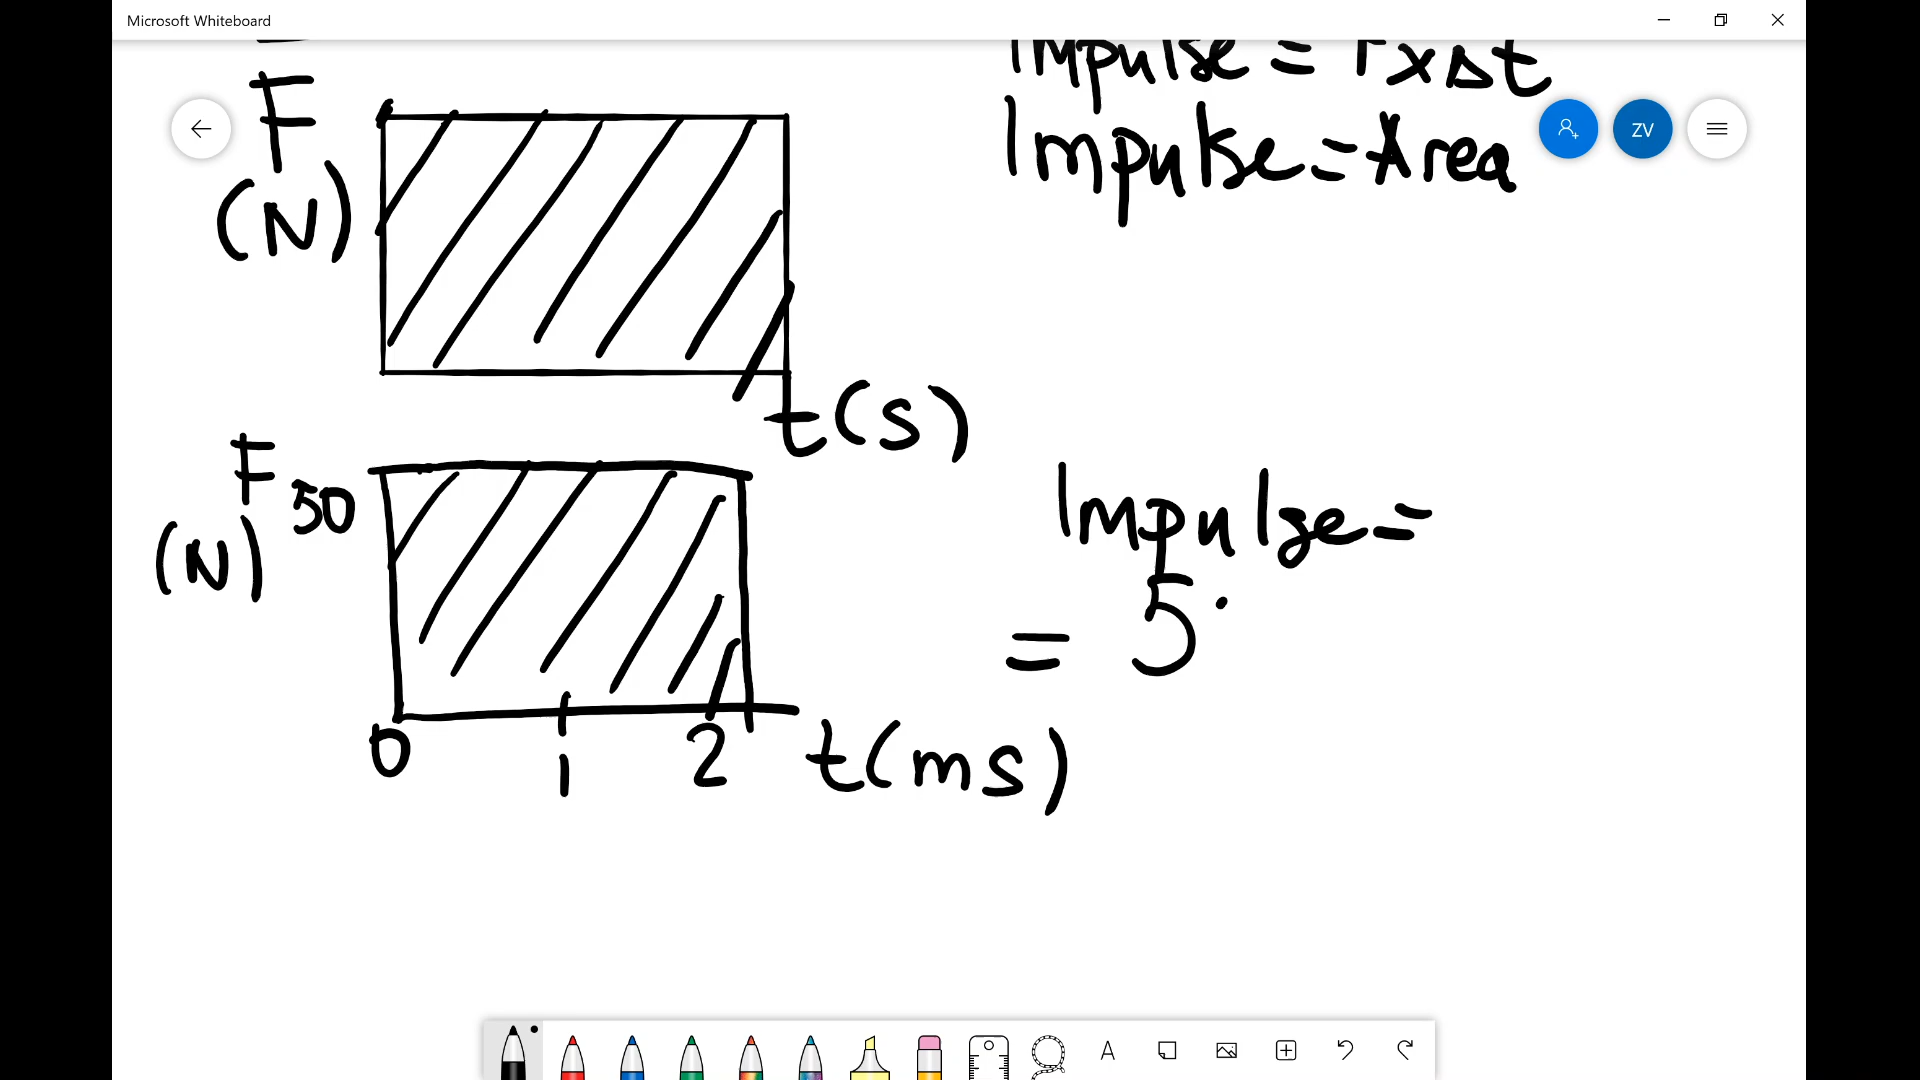 Microsoft Whiteboard
Impulse = F x Δt
Impulse = Area
ZV
F
(N)
t(s)
F
50
(N)
0
1
2
t(ms)
Impulse =
= 5
A